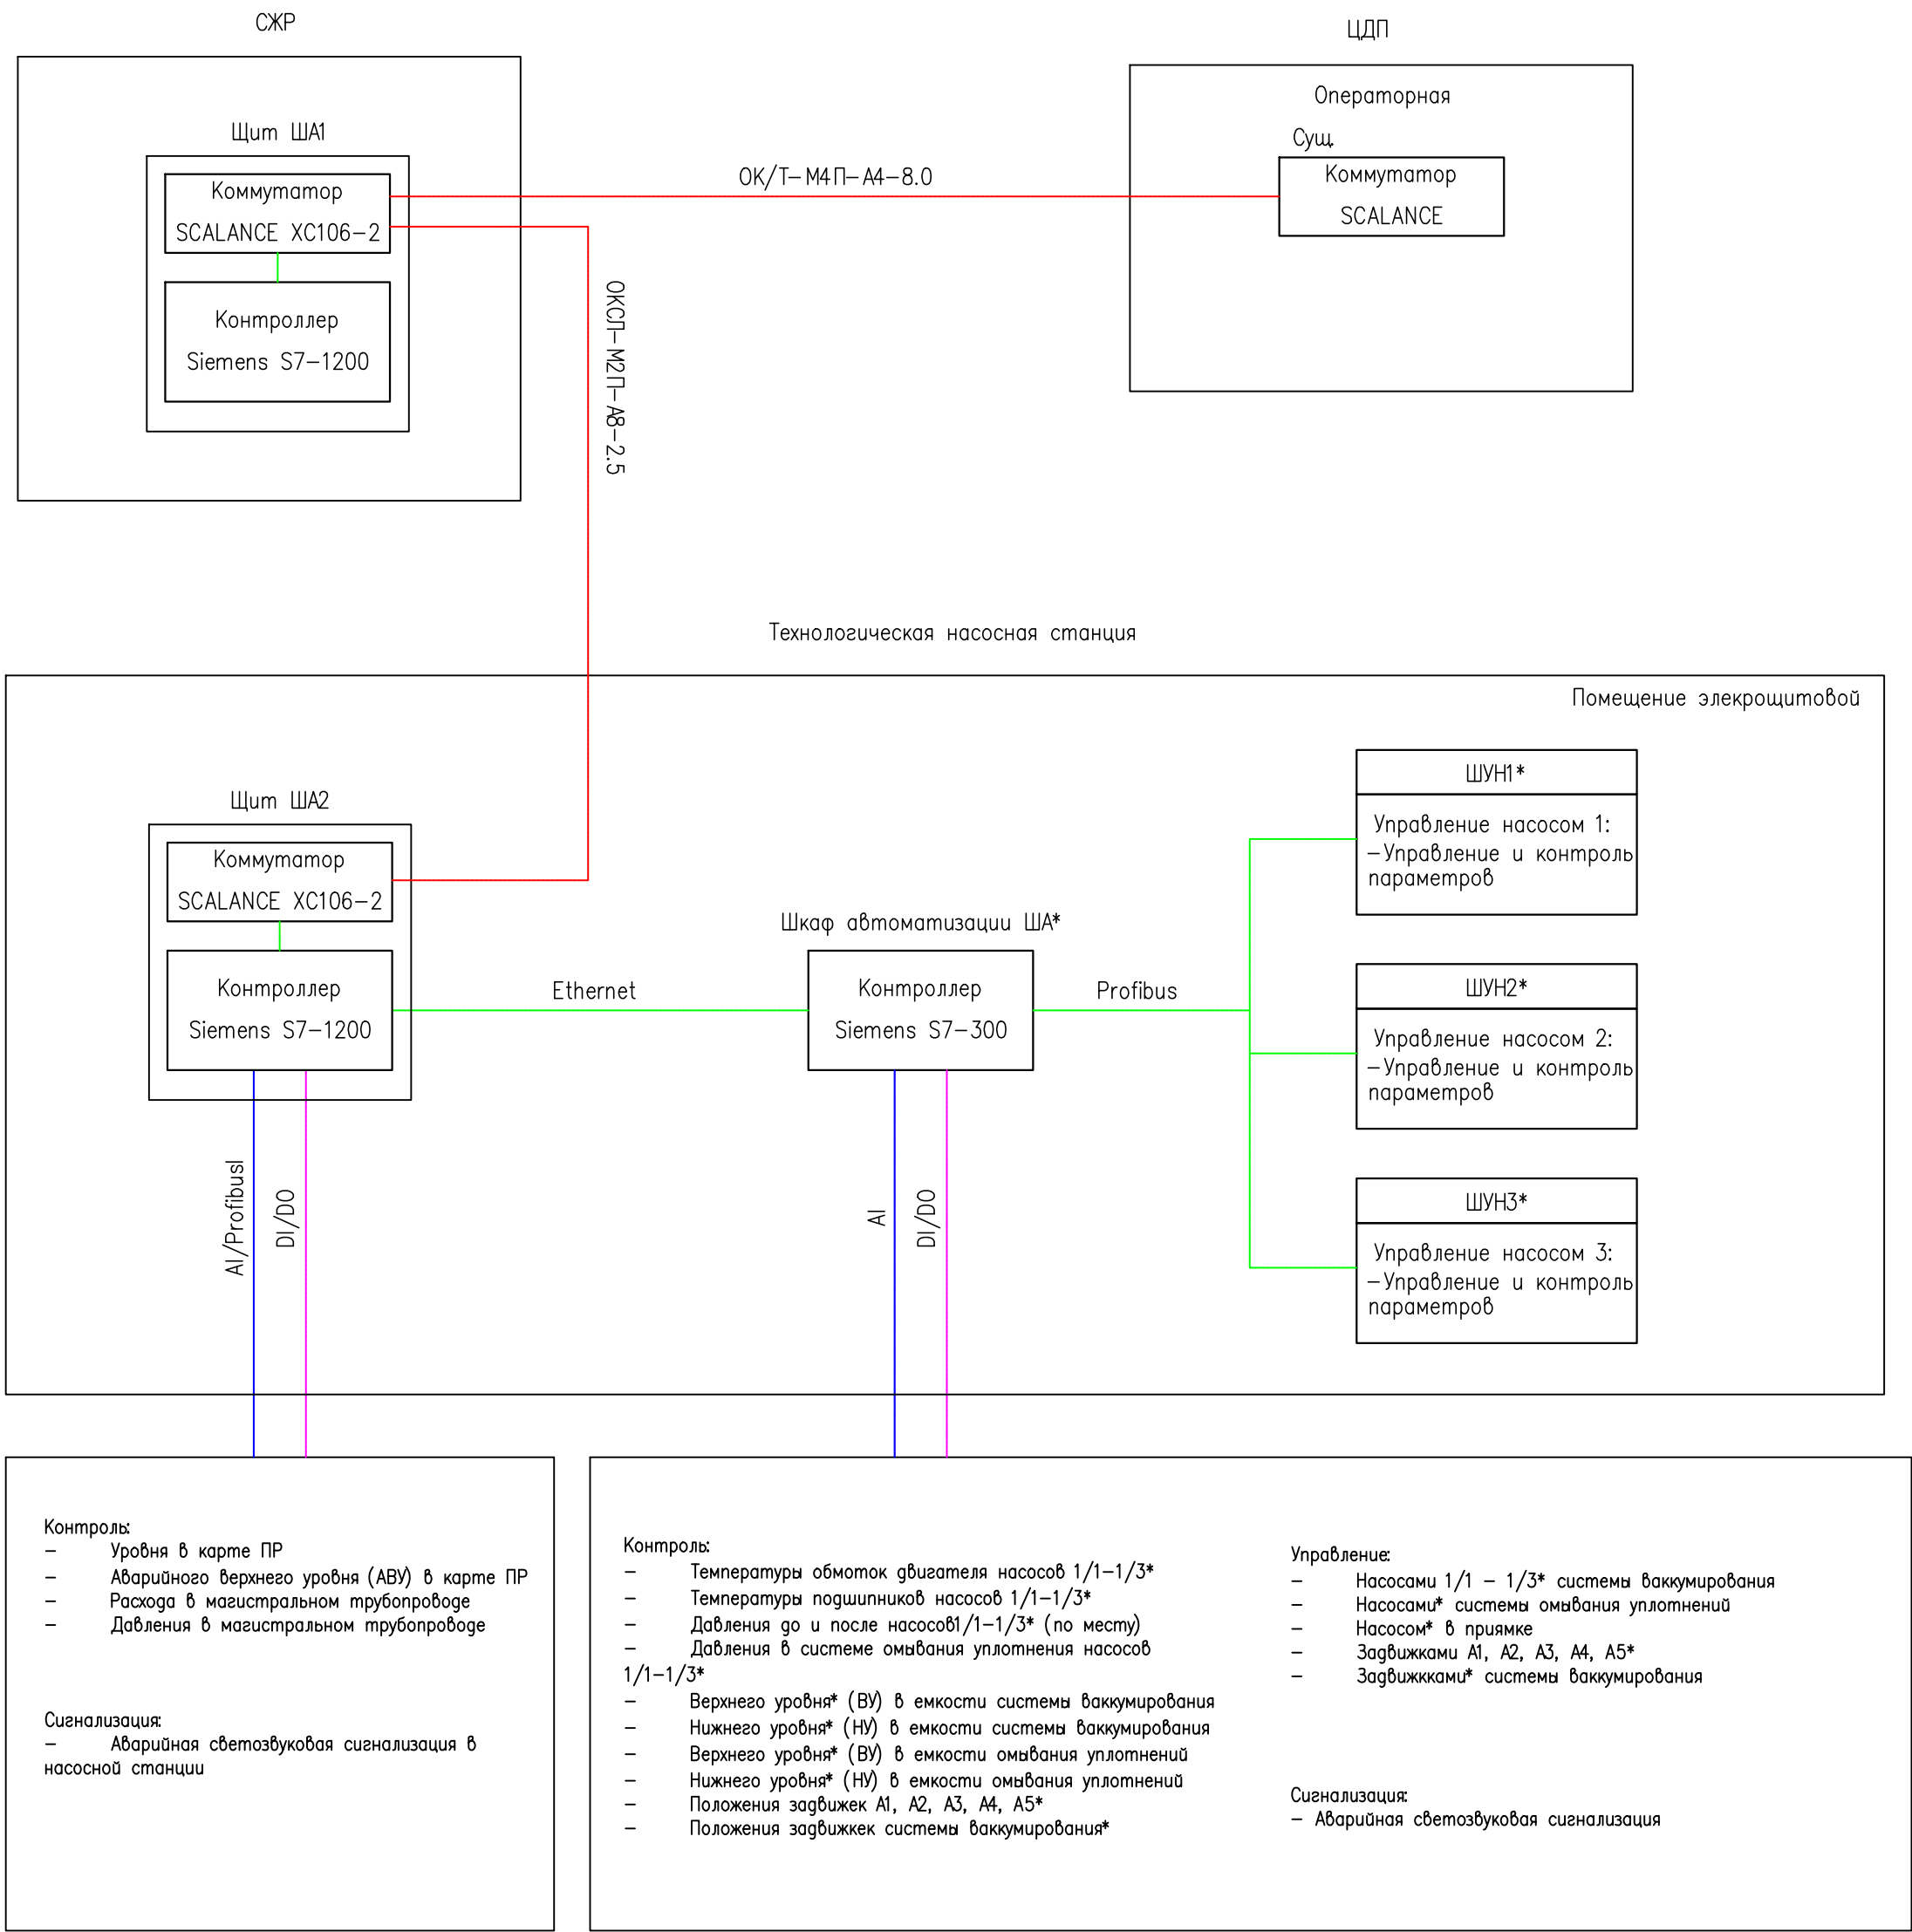 СЖР
ЦДП
Операторная
Сущ.
Щит ША1
Коммутатор
SCALANCE XC106-2
Контроллер
Siemens S7-1200
ОК/Т-М4П-А4-8.0
Коммутатор
SCALANCE
ОКСЛ-М2П-А8-2.5
Технологическая насосная станция
Помещение элекрощитовой
Щит ША2
Коммутатор
SCALANCE XC106-2
Контроллер
Siemens S7-1200
Ethernet
Шкаф автоматизации ША*
Контроллер
Siemens S7-300
Profibus
ШУН1*
Управление насосом 1:
-Управление и контроль
параметров
ШУН2*
Управление насосом 2:
-Управление и контроль
параметров
ШУН3*
Управление насосом 3:
-Управление и контроль
параметров
AI/ProfibusI
DI/DO
AI
DI/DO
Контроль:
- Уровня в карте ПР
- Аварийного верхнего уровня (АВУ) в карте ПР
- Расхода в магистральном трубопроводе
- Давления в магистральном трубопроводе
Сигнализация:
- Аварийная светозвуковая сигнализация в
насосной станции
Контроль:
- Температуры обмоток двигателя насосов 1/1-1/3*
- Температуры подшипников насосов 1/1-1/3*
- Давления до и после насосов1/1-1/3* (по месту)
- Давления в системе омывания уплотнения насосов
1/1-1/3*
- Верхнего уровня* (ВУ) в емкости системы ваккумирования
- Нижнего уровня* (НУ) в емкости системы ваккумирования
- Верхнего уровня* (ВУ) в емкости омывания уплотнений
- Нижнего уровня* (НУ) в емкости омывания уплотнений
- Положения задвижек А1, А2, А3, А4, А5*
- Положения задвижкек системы ваккумирования*
Управление:
- Насосами 1/1 - 1/3* системы ваккумирования
- Насосами* системы омывания уплотнений
- Насосом* в приямке
- Задвижками А1, А2, А3, А4, А5*
- Задвижкками* системы ваккумирования
Сигнализация:
- Аварийная светозвуковая сигнализация